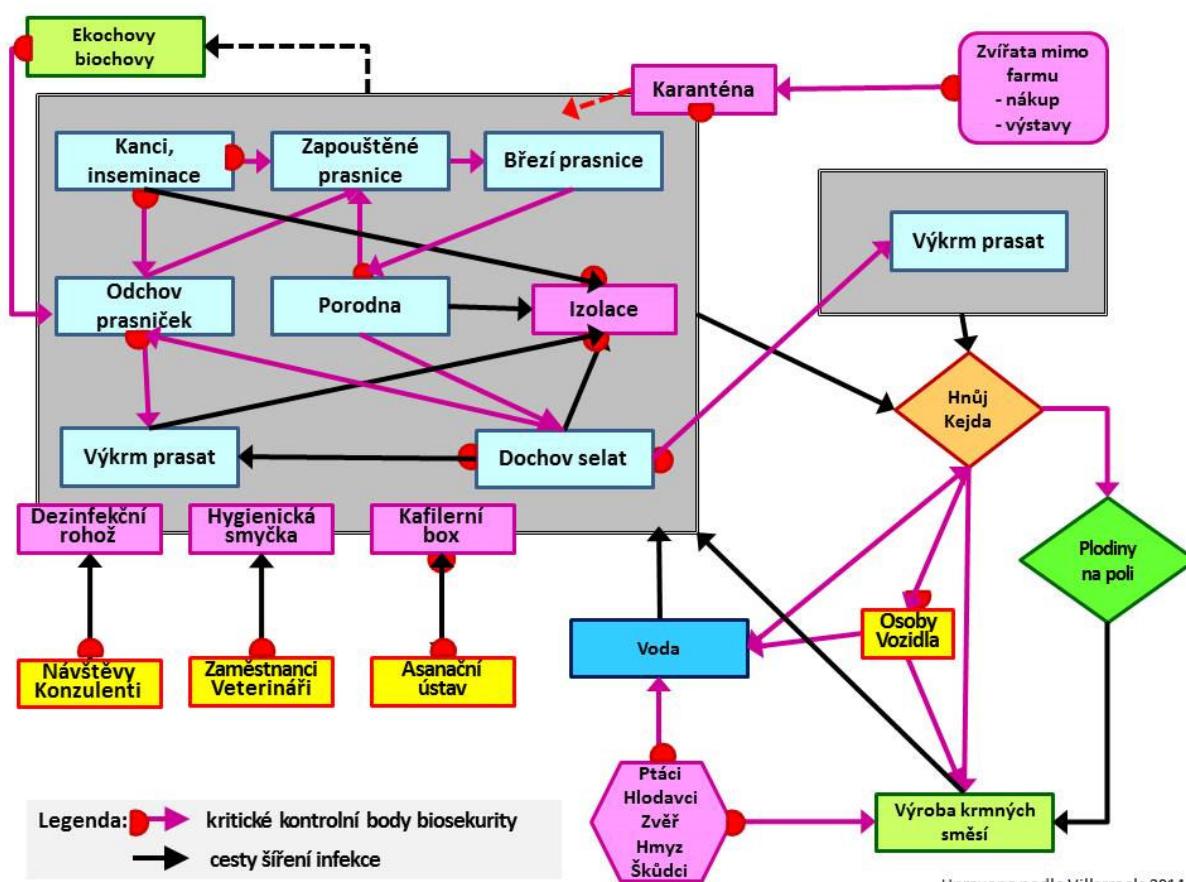 Ekochovy
biochovy
Karanténa
Zvířata mimo
farmu
- nákup
- výstavy
Kanci,
inseminace
Zapouštěné
prasnice
Březí prasnice
Výkrm prasat
Odchov
prasniček
Porodna
Izolace
Hnůj
Kejda
Výkrm prasat
Dochov selat
Dezinfekční
rohož
Hygienická
smyčka
Kafilerní
box
Plodiny
na poli
Osoby
Vozidla
Voda
Návštěvy
Konzulenti
Zaměstnanci
Veterináři
Asanační
ústav
Ptáci
Hlodavci
Zvěř
Hmyz
Škůdci
Výroba krmných
směsí
Legenda:
kritické kontrolní body biosekurity
cesty šíření infekce